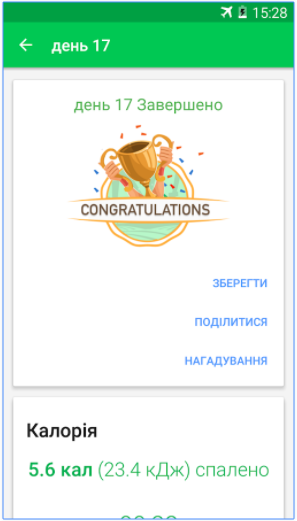 15:28
день 17
день 17 Завершено
CONGRATULATIONS
ЗБЕРЕГТИ
ПОДІЛИТИСЯ
НАГАДУВАННЯ
Калорія
5.6 кал (23.4 кДж) спалено